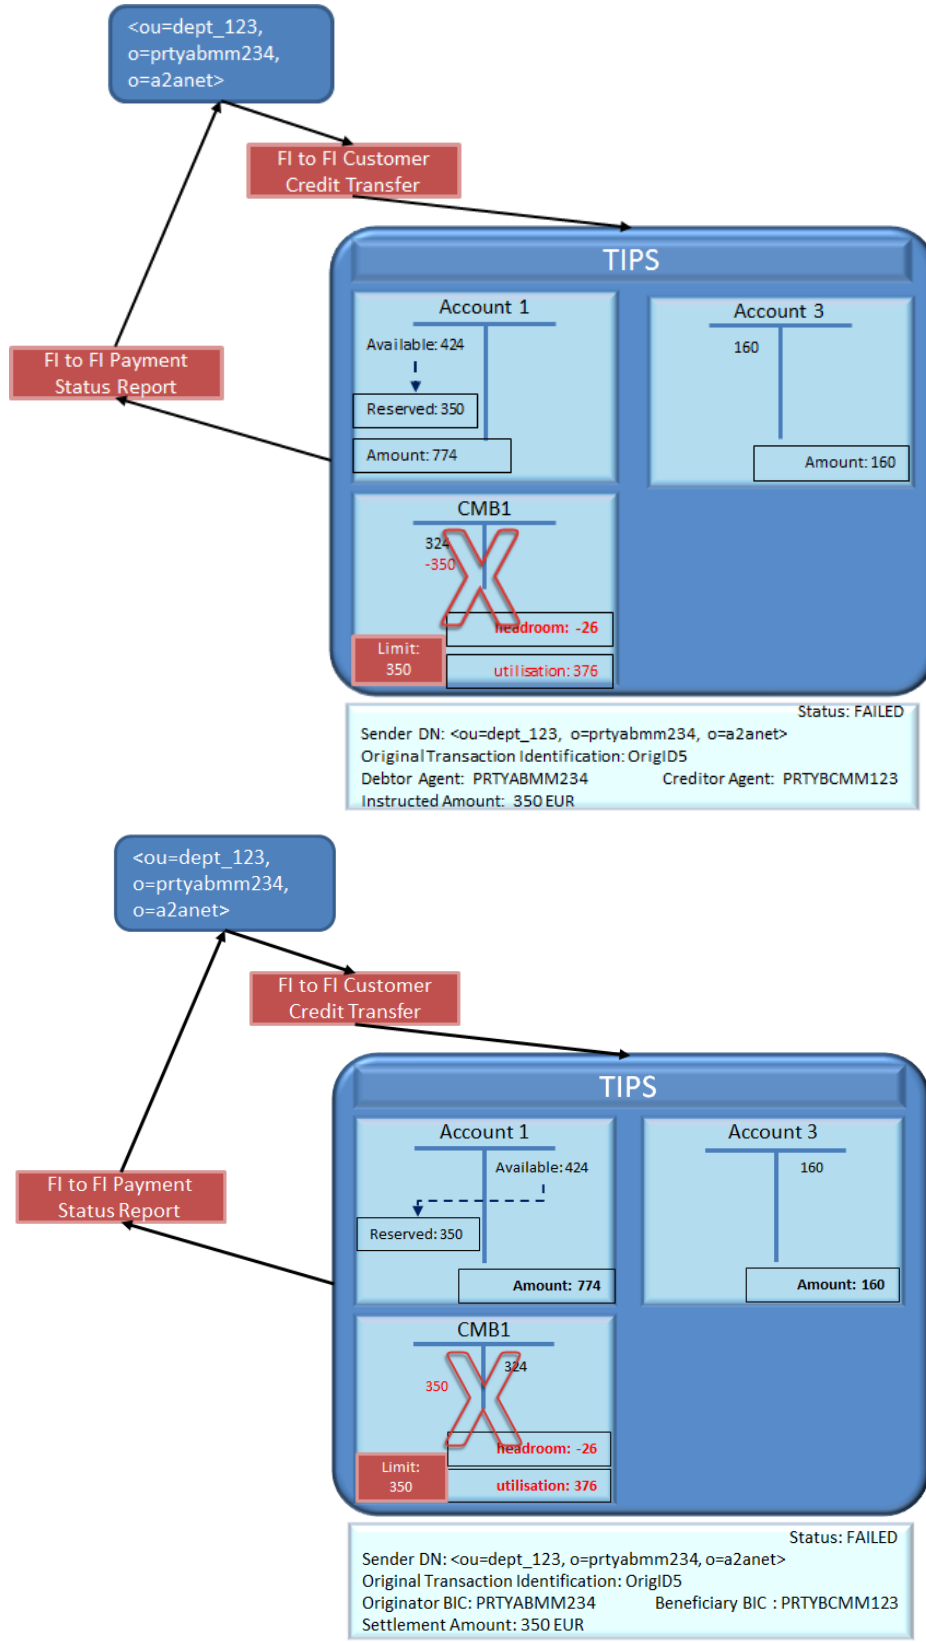 <ou=dept_123,
o=prtyabmm234,
o=a2anet>
FI to FI Customer
Credit Transfer
TIPS
Account 1
Available: 424
Reserved: 350
Amount: 774
Account 3
160
Amount: 160
FI to FI Payment
Status Report
CMB1
324
-350
headroom: -26
Limit:
350
utilisation: 376
Status: FAILED
Sender DN: <ou=dept_123, o=prtyabmm234, o=a2anet>
Original Transaction Identification: OrigID5
Debtor Agent: PRTYABMM234 Creditor Agent: PRTYBCMM123
Instructed Amount: 350 EUR
<ou=dept_123,
o=prtyabmm234,
o=a2anet>
FI to FI Customer
Credit Transfer
TIPS
Account 1
Available: 424
Reserved: 350
Amount: 774
Account 3
160
Amount: 160
FI to FI Payment
Status Report
CMB1
324
350
headroom: -26
Limit:
350
utilisation: 376
Status: FAILED
Sender DN: <ou=dept_123, o=prtyabmm234, o=a2anet>
Original Transaction Identification: OrigID5
Originator BIC: PRTYABMM234 Beneficiary BIC : PRTYBCMM123
Settlement Amount: 350 EUR